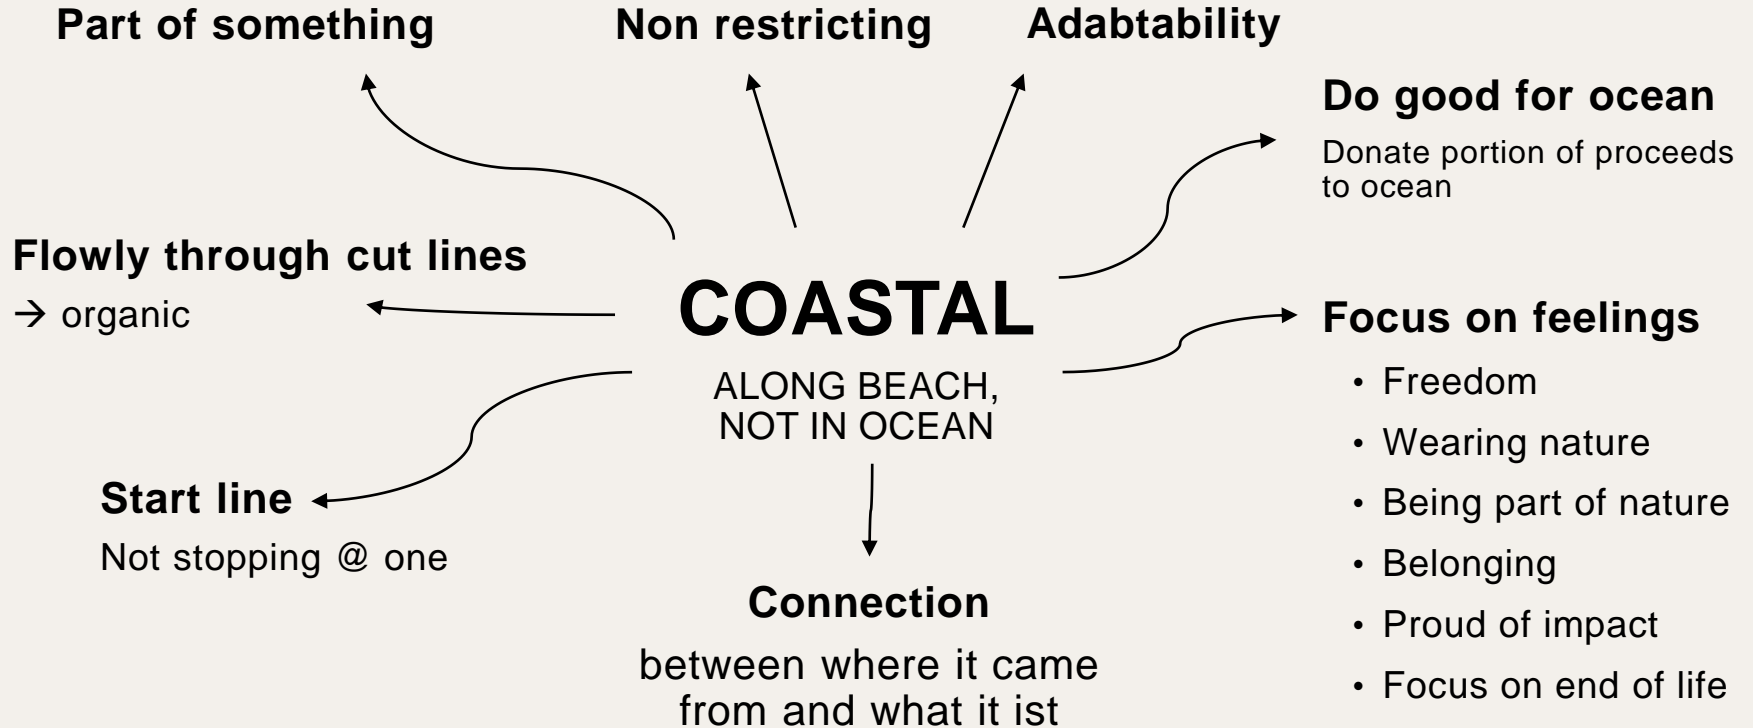 Part of something
Non restricting
Adabtability
Do good for ocean
Donate portion of proceeds
to ocean
Flowly through cut lines
→ organic
COASTAL
ALONG BEACH,
NOT IN OCEAN
Focus on feelings
• Freedom
• Wearing nature
• Being part of nature
• Belonging
• Proud of impact
• Focus on end of life
Start line
Not stopping @ one
Connection
between where it came
from and what it ist